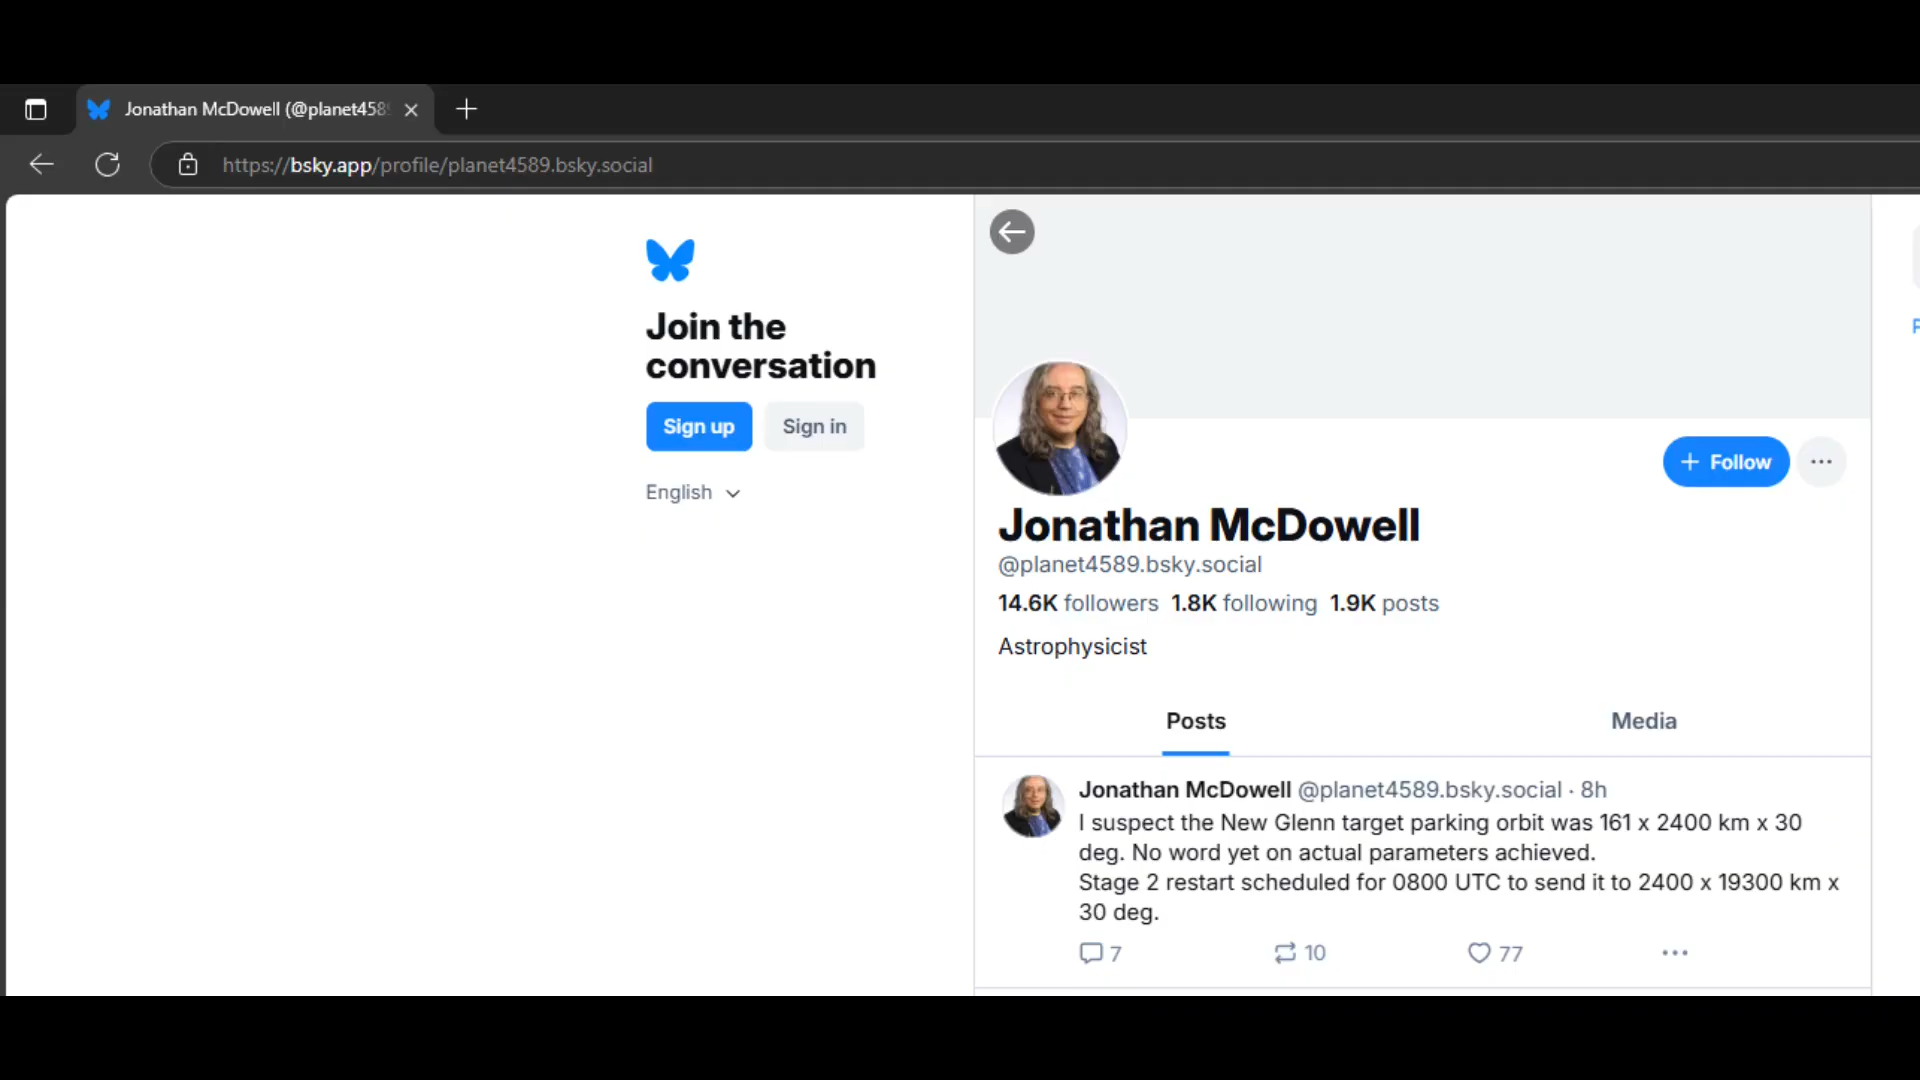 Jonathan McDowell (@planet458
https://bsky.app/profile/planet4589.bsky.social
Join the
conversation
Sign up
Sign in
English
Follow
Jonathan McDowell
@planet4589.bsky.social
14.6K followers 1.8K following 1.9K posts
Astrophysicist
Posts
Media
Jonathan McDowell @planet4589.bsky.social · 8h
I suspect the New Glenn target parking orbit was 161 x 2400 km x 30
deg. No word yet on actual parameters achieved.
Stage 2 restart scheduled for 0800 UTC to send it to 2400 x 19300 km x
30 deg.
7
10
77